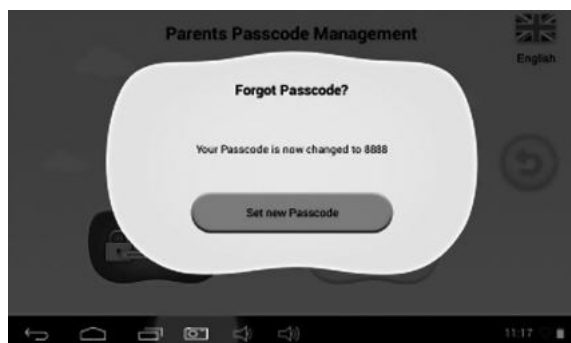 Parents Passcode Management
English
Forgot Passcode?
Your Passcode is now changed to 8888
Set new Passcode
11:17